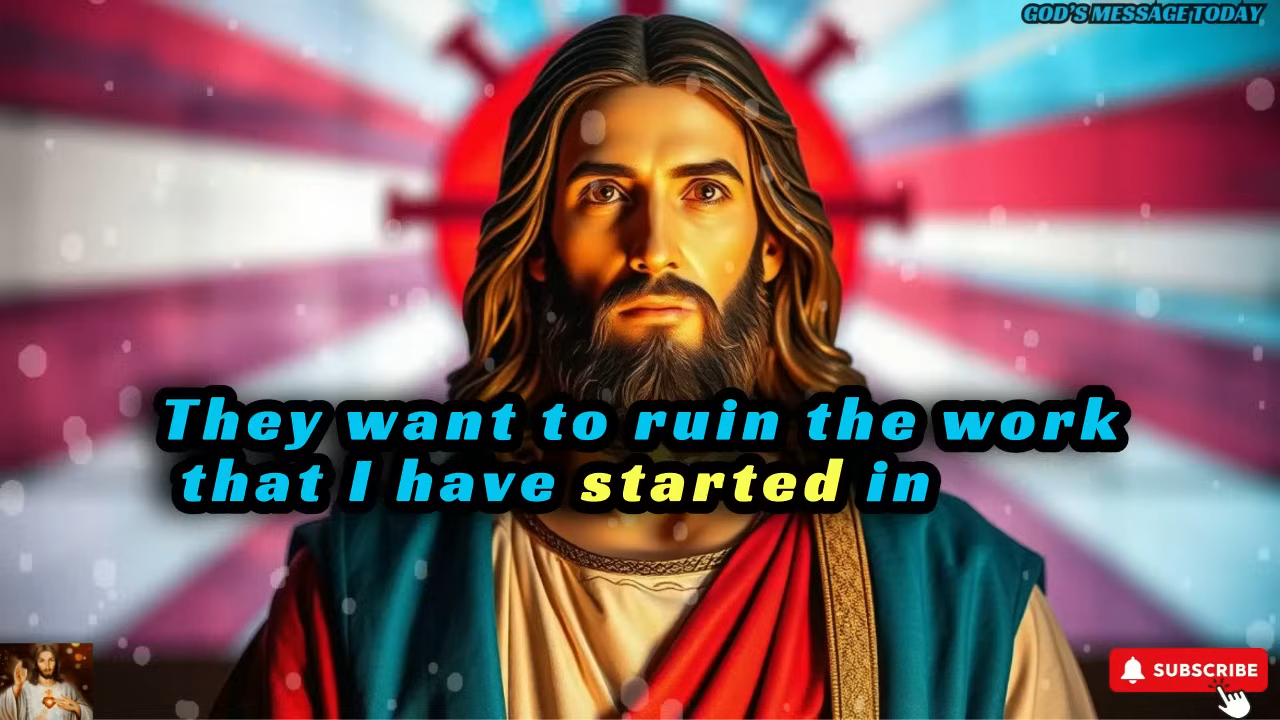 GOD'S MESSAGE TODAY
They want to ruin the work
that I have started in
SUBSCRIBE